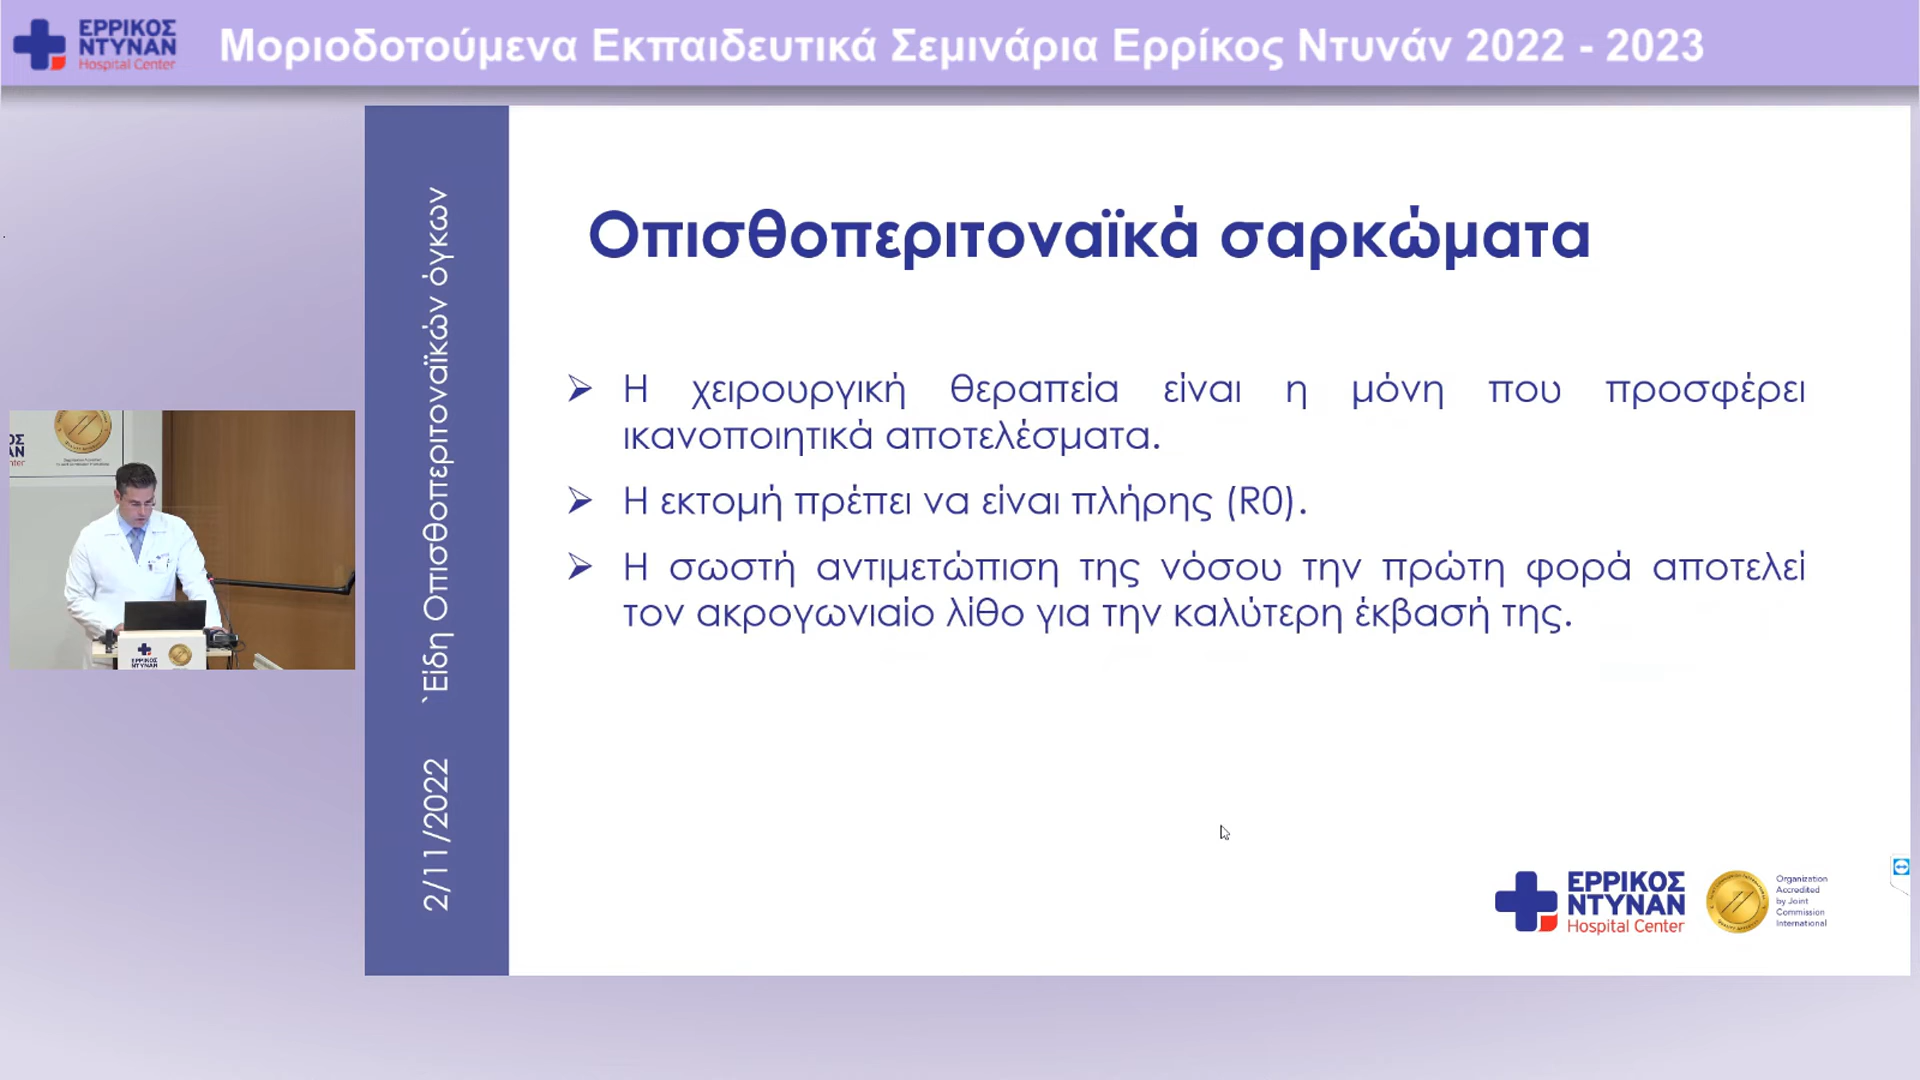 ΕΡΡΙΚΟΣ
ΝΤΥΝΑΝ
Hospital Center
Μοριοδοτούμενα Εκπαιδευτικά Σεμινάρια Ερρίκος Ντυνάν 2022 - 2023
2/11/2022 `Είδη Οπισθοπεριτοναϊκών όγκων
Οπισθοπεριτοναϊκά σαρκώματα
➢ Η χειρουργική θεραπεία είναι η μόνη που προσφέρει
ικανοποιητικά αποτελέσματα.
➢ Η εκτομή πρέπει να είναι πλήρης (R0).
➢ Η σωστή αντιμετώπιση της νόσου την πρώτη φορά αποτελεί
τον ακρογωνιαίο λίθο για την καλύτερη έκβασή της.
ΕΡΡΙΚΟΣ
ΝΤΥΝΑΝ
ΕΡΡΙΚΟΣ
ΝΤΥΝΑΝ
Hospital Center
Organization
Accredited
by Joint
Commission
International